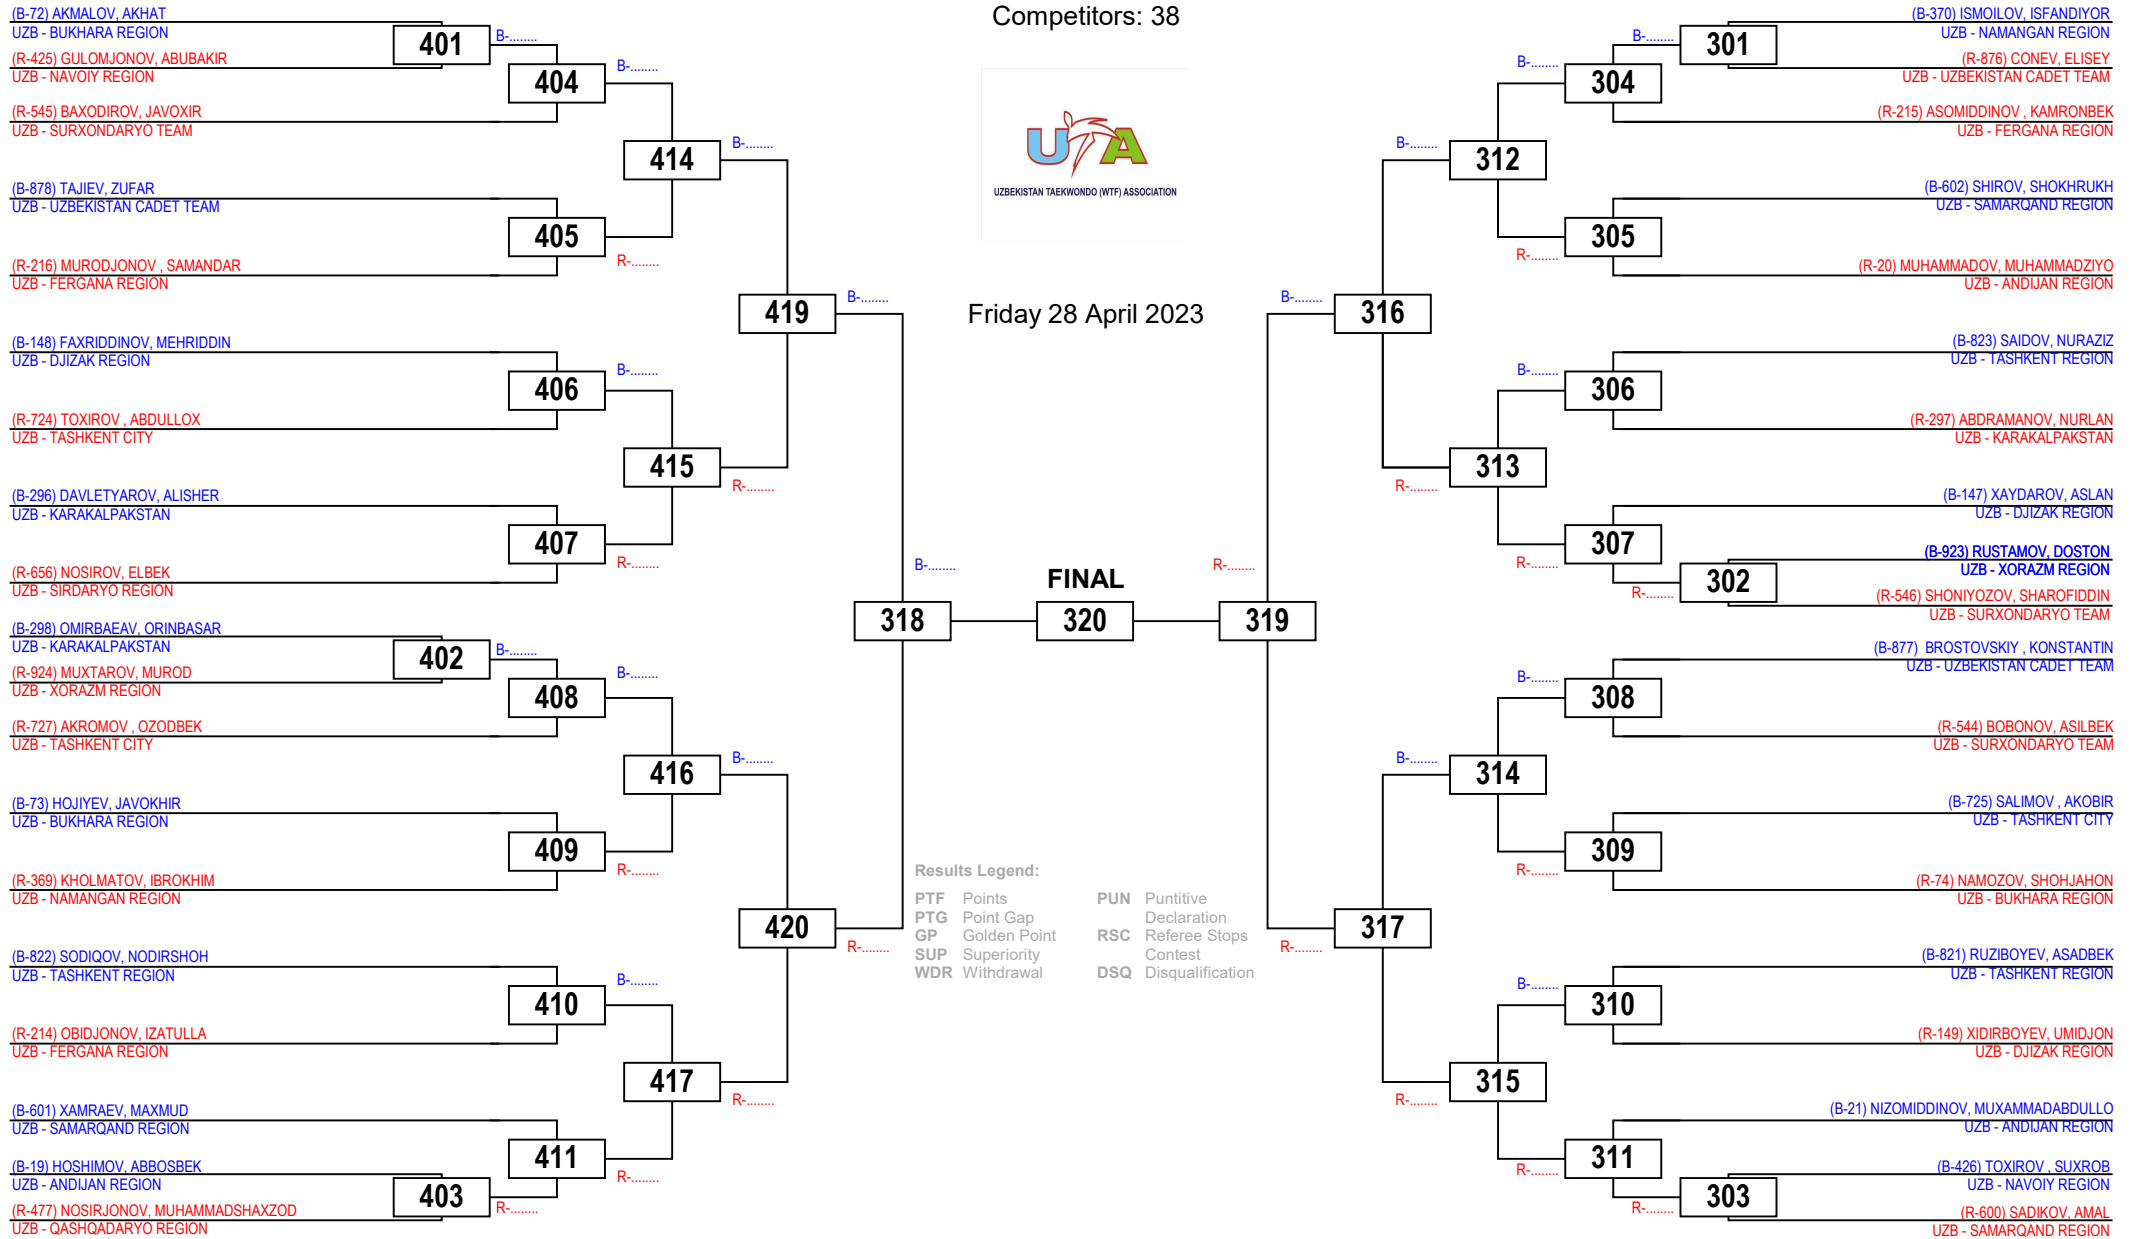 Competitors: 38
UTA
UZBEKISTAN TAEKWONDO (WTF) ASSOCIATION
Friday 28 April 2023
(B-72) AKMALOV, AKHAT
UZB - BUKHARA REGION
401
B-........
(R-425) GULOMJONOV, ABUBAKIR
UZB - NAVOIY REGION
404
B-........
(R-545) BAXODIROV, JAVOXIR
UZB - SURXONDARYO TEAM
414
B-........
(B-878) TAJIEV, ZUFAR
UZB - UZBEKISTAN CADET TEAM
405
R-........
(R-216) MURODJONOV , SAMANDAR
UZB - FERGANA REGION
419
B-........
(B-148) FAXRIDDINOV, MEHRIDDIN
UZB - DJIZAK REGION
406
B-........
(R-724) TOXIROV , ABDULLOX
UZB - TASHKENT CITY
415
R-........
(B-296) DAVLETYAROV, ALISHER
UZB - KARAKALPAKSTAN
407
R-........
(R-656) NOSIROV, ELBEK
UZB - SIRDARYO REGION
B-........
318
(B-298) OMIRBAEAV, ORINBASAR
UZB - KARAKALPAKSTAN
402
B-........
(R-924) MUXTAROV, MUROD
UZB - XORAZM REGION
408
B-........
(R-727) AKROMOV , OZODBEK
UZB - TASHKENT CITY
416
B-........
(B-73) HOJIYEV, JAVOKHIR
UZB - BUKHARA REGION
409
R-........
(R-369) KHOLMATOV, IBROKHIM
UZB - NAMANGAN REGION
420
R-........
(B-822) SODIQOV, NODIRSHOH
UZB - TASHKENT REGION
410
B-........
(R-214) OBIDJONOV, IZATULLA
UZB - FERGANA REGION
417
R-........
(B-601) XAMRAEV, MAXMUD
UZB - SAMARQAND REGION
411
R-........
(B-19) HOSHIMOV, ABBOSBEK
UZB - ANDIJAN REGION
403
R-........
(R-477) NOSIRJONOV, MUHAMMADSHAXZOD
UZB - QASHQADARYO REGION
FINAL
320
Results Legend:
PTF Points
PTG Point Gap
GP Golden Point
SUP Superiority
WDR Withdrawal
PUN Puntitive
Declaration
RSC Referee Stops
Contest
DSQ Disqualification
(B-370) ISMOILOV, ISFANDIYOR
UZB - NAMANGAN REGION
B-........
301
(R-876) CONEV, ELISEY
UZB - UZBEKISTAN CADET TEAM
B-........
304
(R-215) ASOMIDDINOV , KAMRONBEK
UZB - FERGANA REGION
B-........
312
(B-602) SHIROV, SHOKHRUKH
UZB - SAMARQAND REGION
R-........
305
(R-20) MUHAMMADOV, MUHAMMADZIYO
UZB - ANDIJAN REGION
B-........
316
(B-823) SAIDOV, NURAZIZ
UZB - TASHKENT REGION
B-........
306
(R-297) ABDRAMANOV, NURLAN
UZB - KARAKALPAKSTAN
R-........
313
(B-147) XAYDAROV, ASLAN
UZB - DJIZAK REGION
R-........
307
(B-923) RUSTAMOV, DOSTON
UZB - XORAZM REGION
R-........
302
(R-546) SHONIYOZOV, SHAROFIDDIN
UZB - SURXONDARYO TEAM
R-........
319
(B-877) BROSTOVSKIY , KONSTANTIN
UZB - UZBEKISTAN CADET TEAM
B-........
308
(R-544) BOBONOV, ASILBEK
UZB - SURXONDARYO TEAM
B-........
314
(B-725) SALIMOV , AKOBIR
UZB - TASHKENT CITY
R-........
309
(R-74) NAMOZOV, SHOHJAHON
UZB - BUKHARA REGION
R-........
317
(B-821) RUZIBOYEV, ASADBEK
UZB - TASHKENT REGION
B-........
310
(R-149) XIDIRBOYEV, UMIDJON
UZB - DJIZAK REGION
R-........
315
(B-21) NIZOMIDDINOV, MUXAMMADABDULLO
UZB - ANDIJAN REGION
R-........
311
(B-426) TOXIROV , SUXROB
UZB - NAVOIY REGION
R-........
303
(R-600) SADIKOV, AMAL
UZB - SAMARQAND REGION